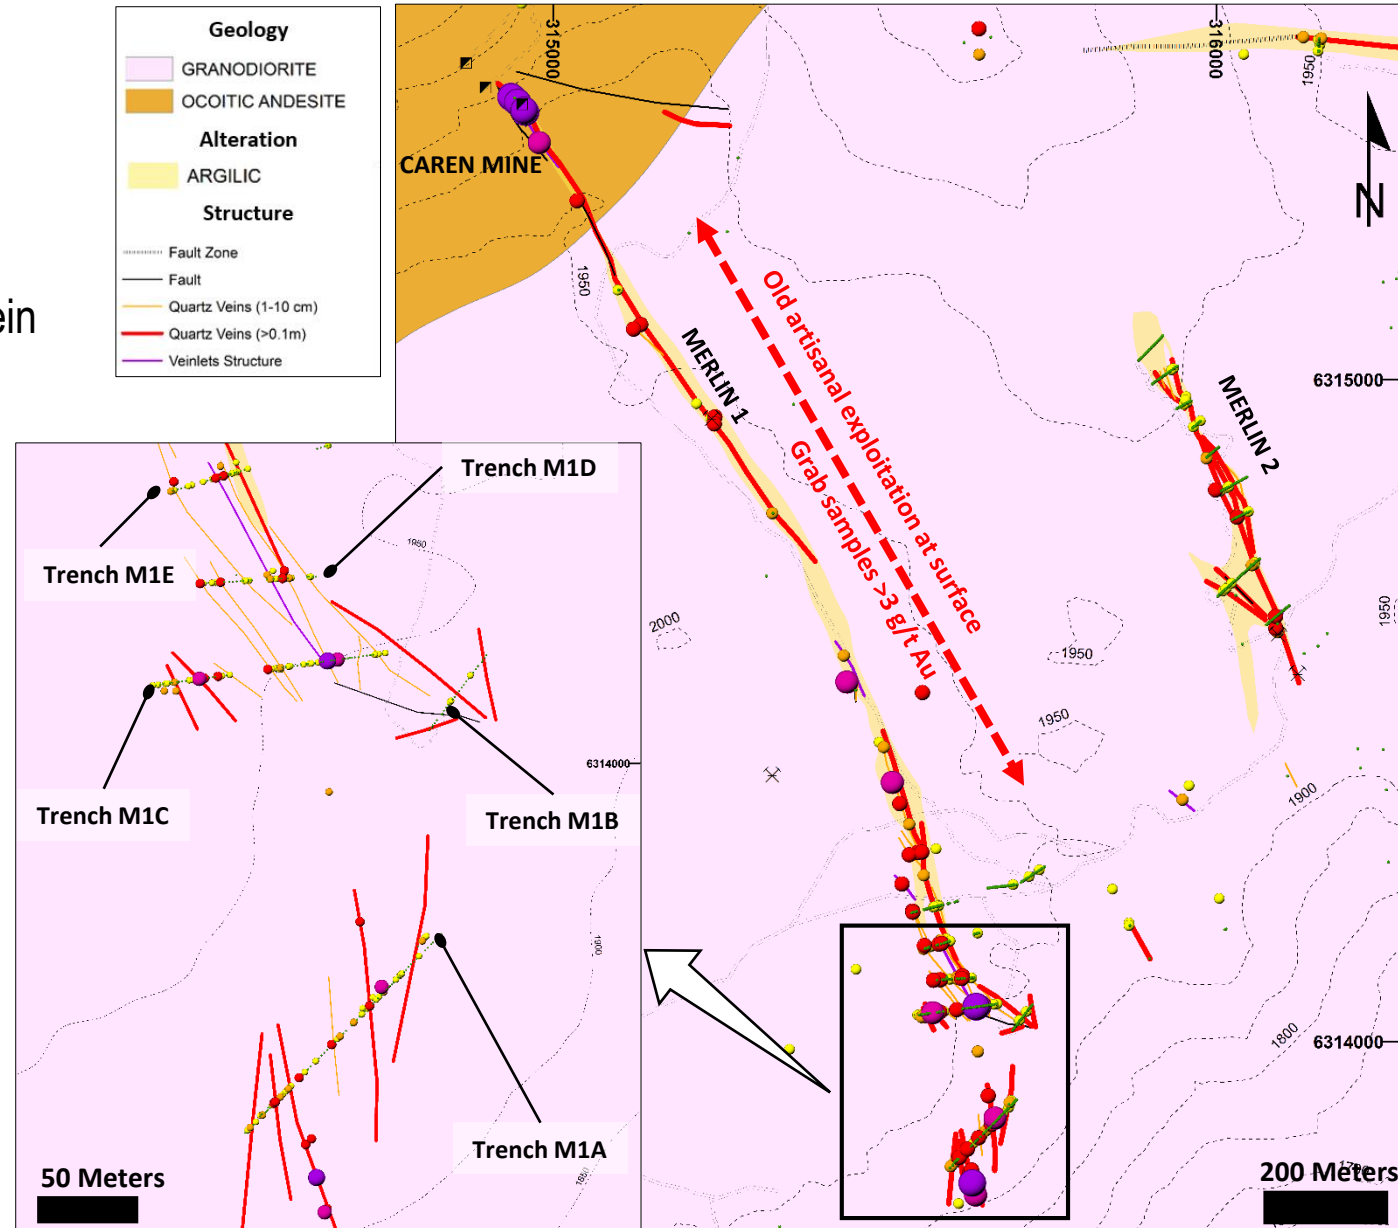 Geology
GRANODIORITE
OCOITIC ANDESITE
Alteration
ARGILIC
Structure
Fault Zone
Fault
Quartz Veins (1-10 cm)
Quartz Veins (>0.1m)
Veinlets Structure
ein
315000
316000
1950
N
CAREN MINE
1950
MERLIN 1
Old artisanal exploitation at surface
Grab samples >3 g/t Au
MERLIN 2
6315000
1950
2000
1950
1950
1900
1800
6314000
1700
200 Meters
Trench M1D
1950
Trench M1E
6314000
Trench M1C
Trench M1B
1900
Trench M1A
50 Meters